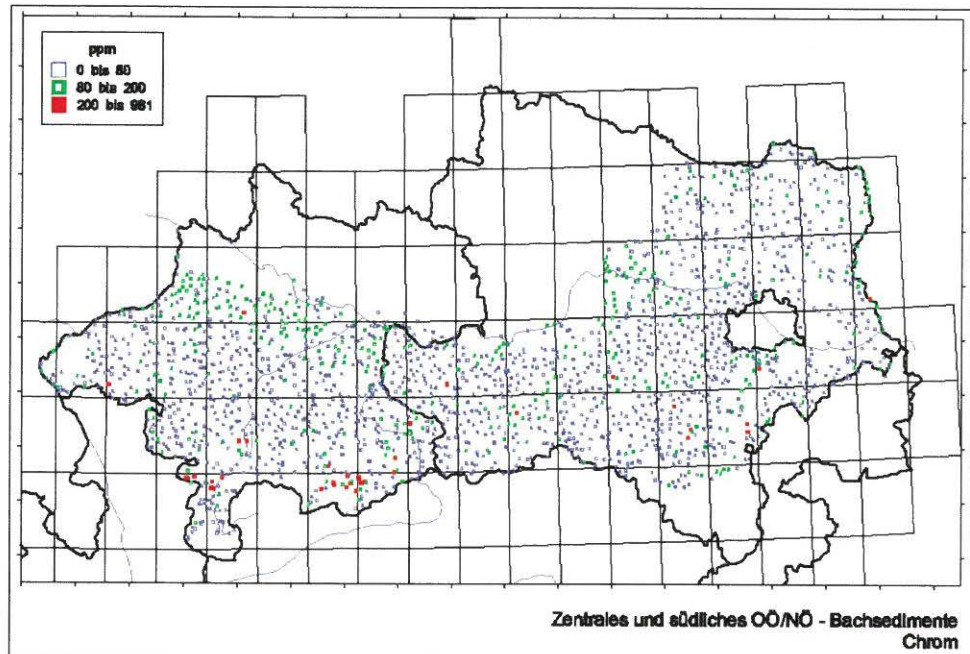 ppm
0 bis 80
80 bis 200
200 bis 981
Zentrales und südliches OÖ/NÖ - Bachsedimente
Chrom